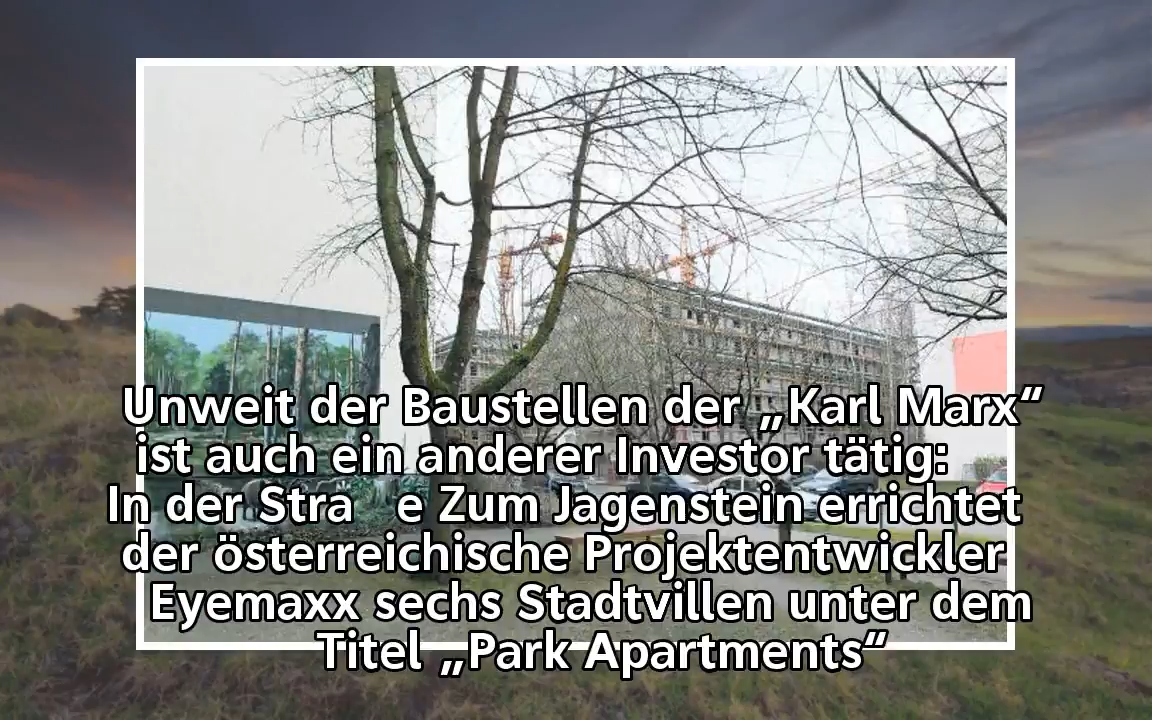 Unweit der Baustellen der „Karl Marx“
ist auch ein anderer Investor tätig:
In der Stra e Zum Jagenstein errichtet
der österreichische Projektentwickler
Eyemaxx sechs Stadtvillen unter dem
Titel „Park Apartments“